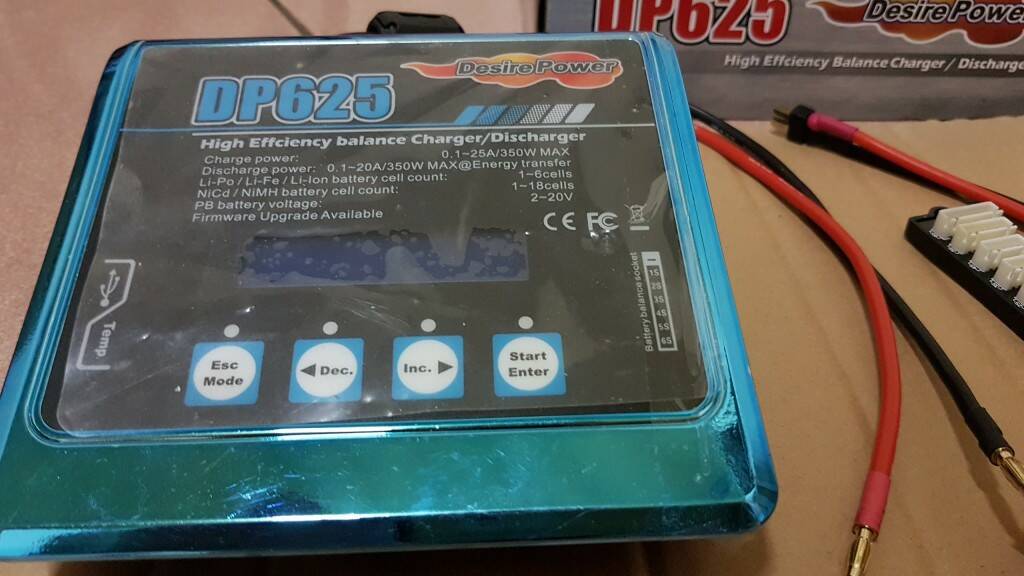 DP625
Desire Power
High Effciency Balance Charger / Discharge
Desire Power
DP625
High Effciency balance Charger/Discharger
Charge power: 0.1~25A/350W MAX
Discharge power: 0.1~20A/350W MAX@Energy transfer
Li-Po / Li-Fe / Li-Ion battery cell count: 1~6cells
NiCd / NiMH battery cell count: 1~18cells
PB battery voltage: 2~20V
Firmware Upgrade Available
CE FC
Battery balance socket
-
1S
2S
3S
4S
5S
6S
Temp
Esc
Mode
◄ Dec.
Inc. ►
Start
Enter